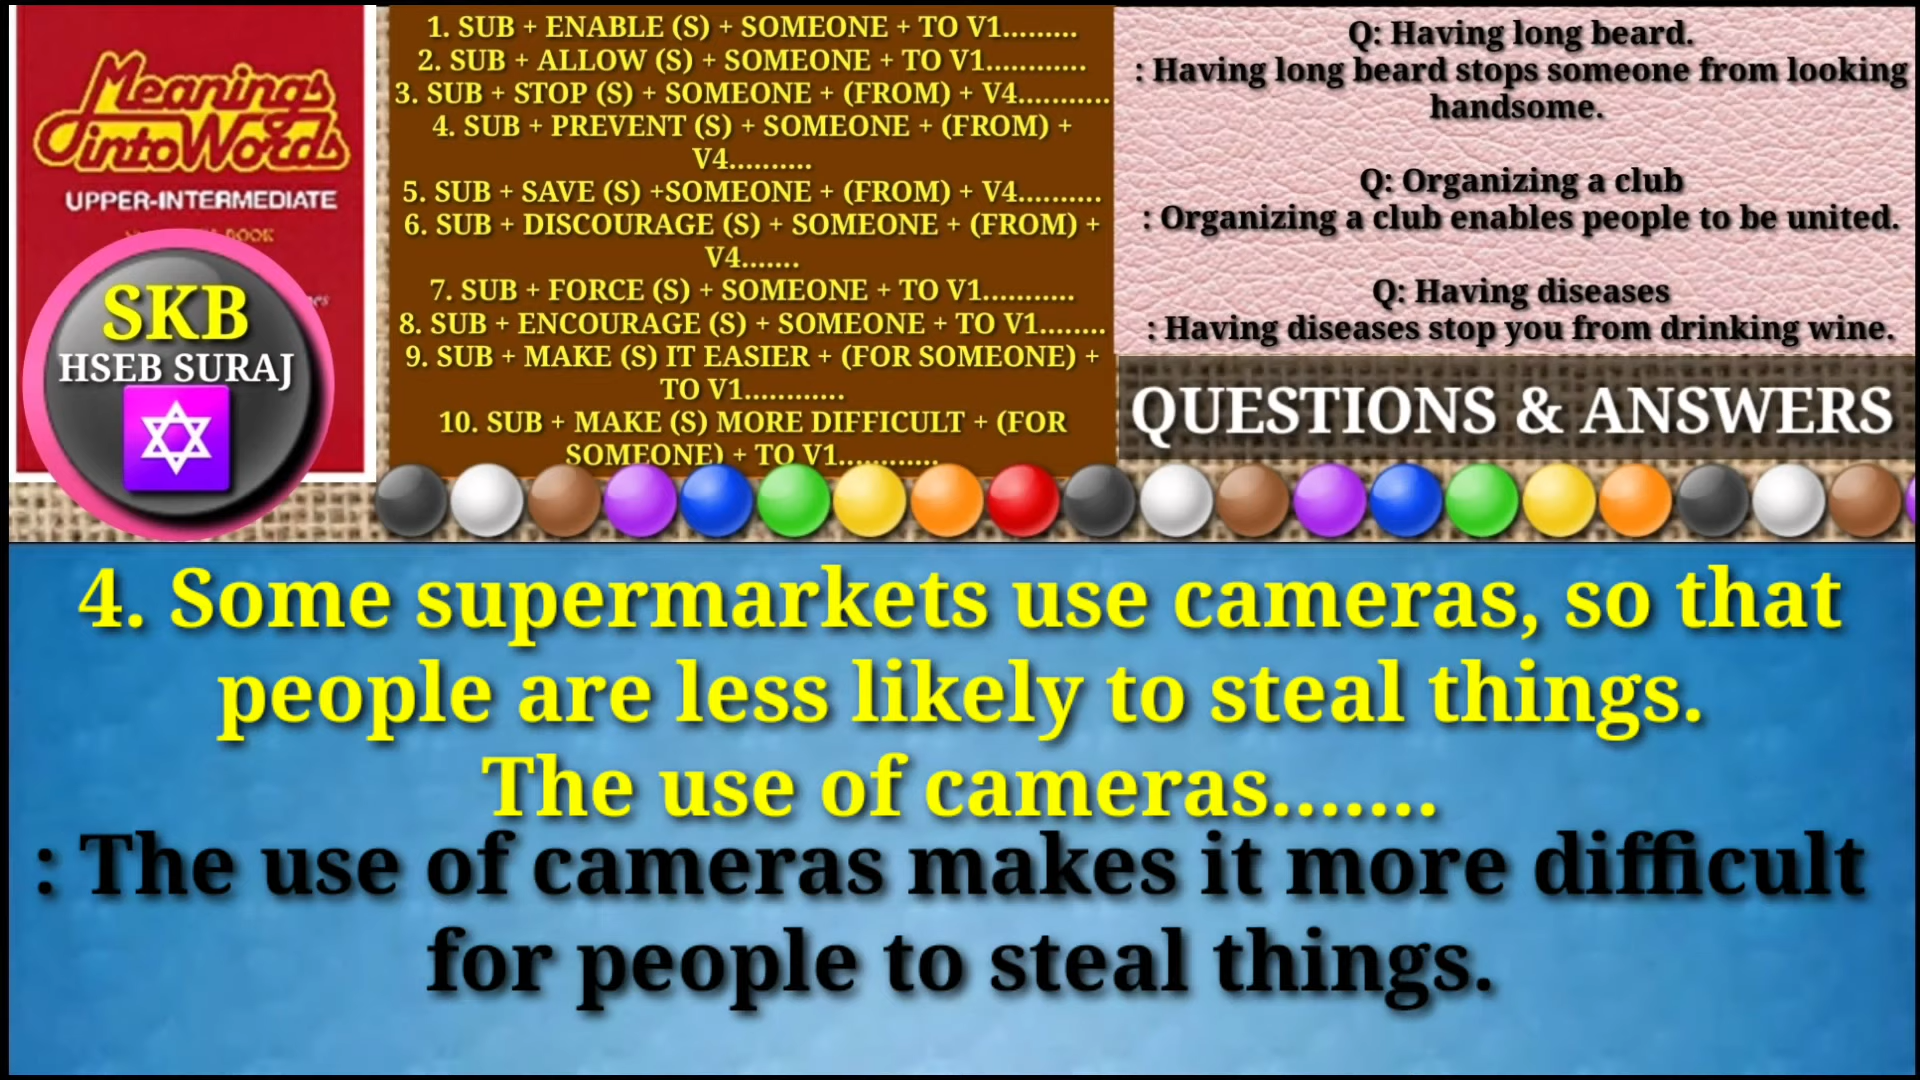 Meanings
into Words
UPPER-INTERMEDIATE
BOOK
SKB
HSEB SURAJ
1. SUB + ENABLE (S) + SOMEONE + TO V1.........
2. SUB + ALLOW (S) + SOMEONE + TO V1............
3. SUB + STOP (S) + SOMEONE + (FROM) + V4...........
4. SUB + PREVENT (S) + SOMEONE + (FROM) +
V4..........
5. SUB + SAVE (S) +SOMEONE + (FROM) + V4..........
6. SUB + DISCOURAGE (S) + SOMEONE + (FROM) +
V4.......
7. SUB + FORCE (S) + SOMEONE + TO V1...........
8. SUB + ENCOURAGE (S) + SOMEONE + TO V1........
9. SUB + MAKE (S) IT EASIER + (FOR SOMEONE) +
TO V1............
10. SUB + MAKE (S) MORE DIFFICULT + (FOR
SOMEONE) + TO V1............
Q: Having long beard.
: Having long beard stops someone from looking
handsome.
Q: Organizing a club
: Organizing a club enables people to be united.
Q: Having diseases
: Having diseases stop you from drinking wine.
QUESTIONS & ANSWERS
4. Some supermarkets use cameras, so that
people are less likely to steal things.
The use of cameras.......
: The use of cameras makes it more difficult
for people to steal things.